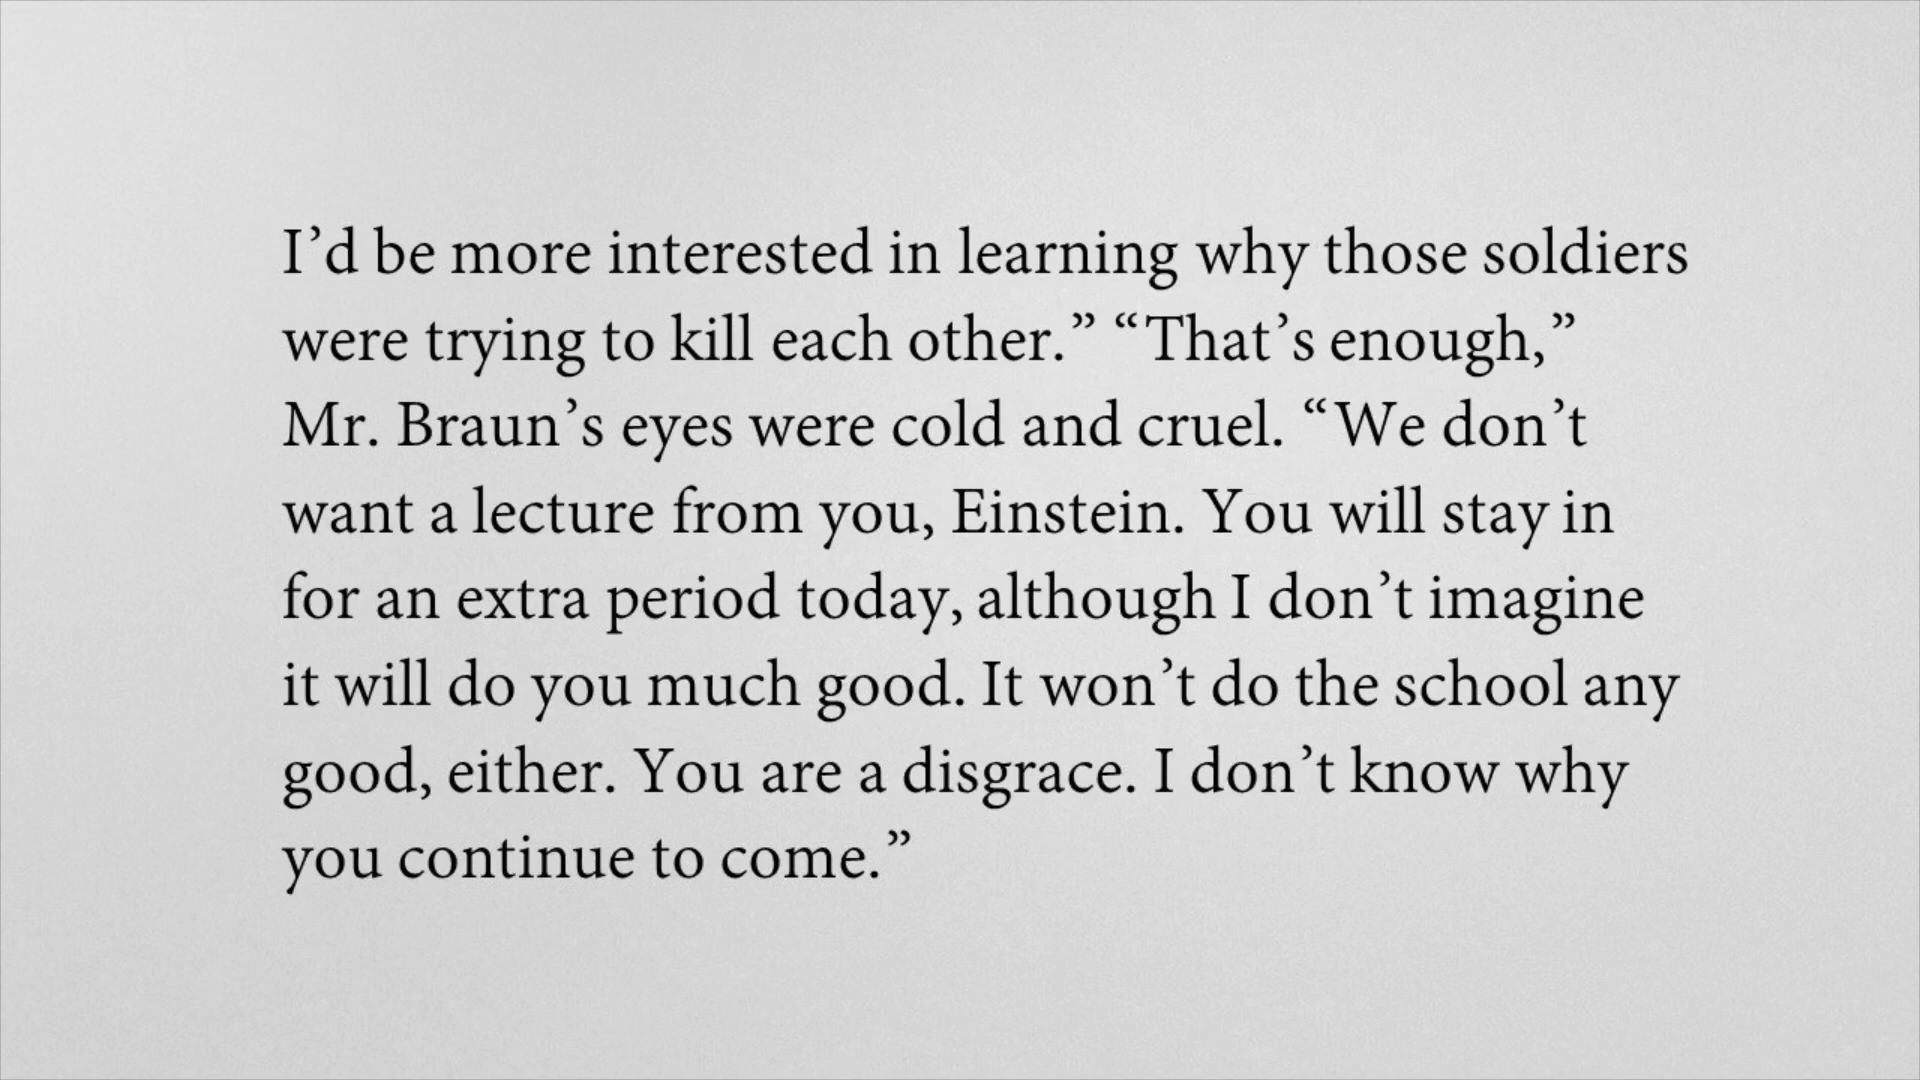 I’d be more interested in learning why those soldiers
were trying to kill each other.” “That’s enough,”
Mr. Braun’s eyes were cold and cruel. “We don’t
want a lecture from you, Einstein. You will stay in
for an extra period today, although I don’t imagine
it will do you much good. It won’t do the school any
good, either. You are a disgrace. I don’t know why
you continue to come.”